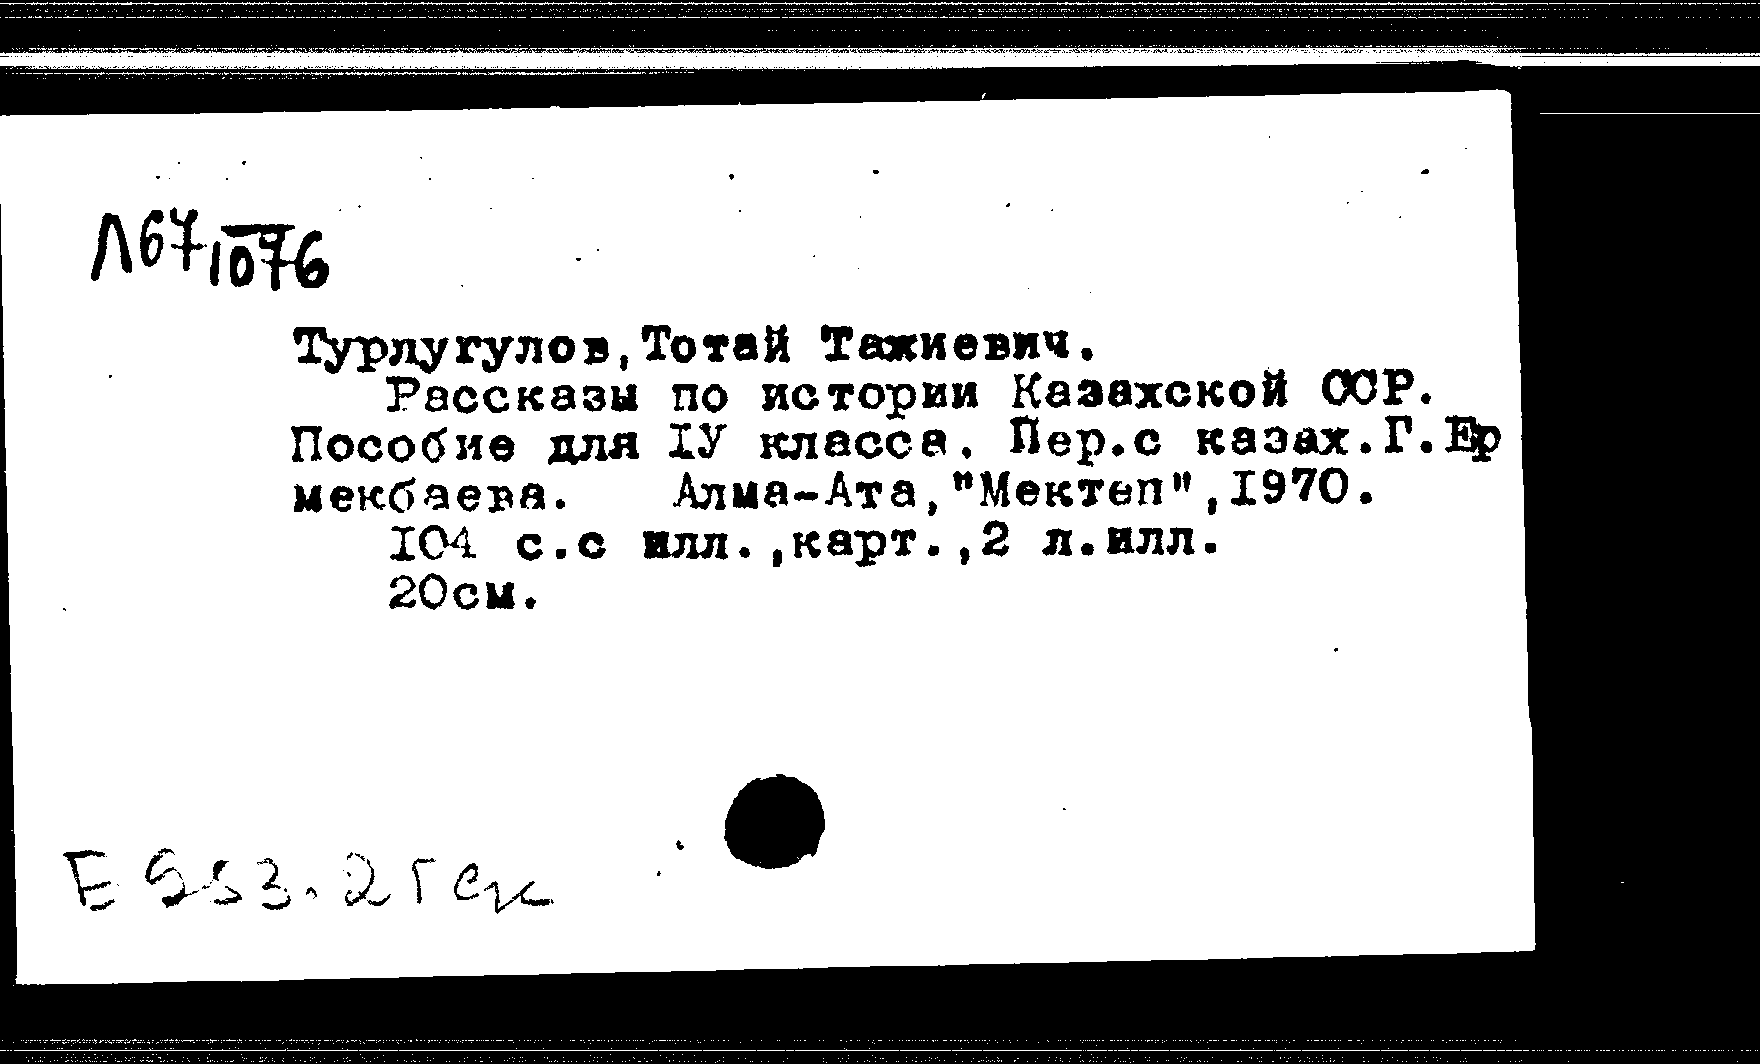 Л67/1076
Турлугулов,Тотай Тажиевич.
Рассказы по истории Казахской ССР.
Пособие для IУ класса. Пер.с казах.Г.Ер
мекбаева. Алма-Ата,"Мектеп",1970.
104 с.с илл.,карт.,2 л.илл.
20см.
Е 953.2